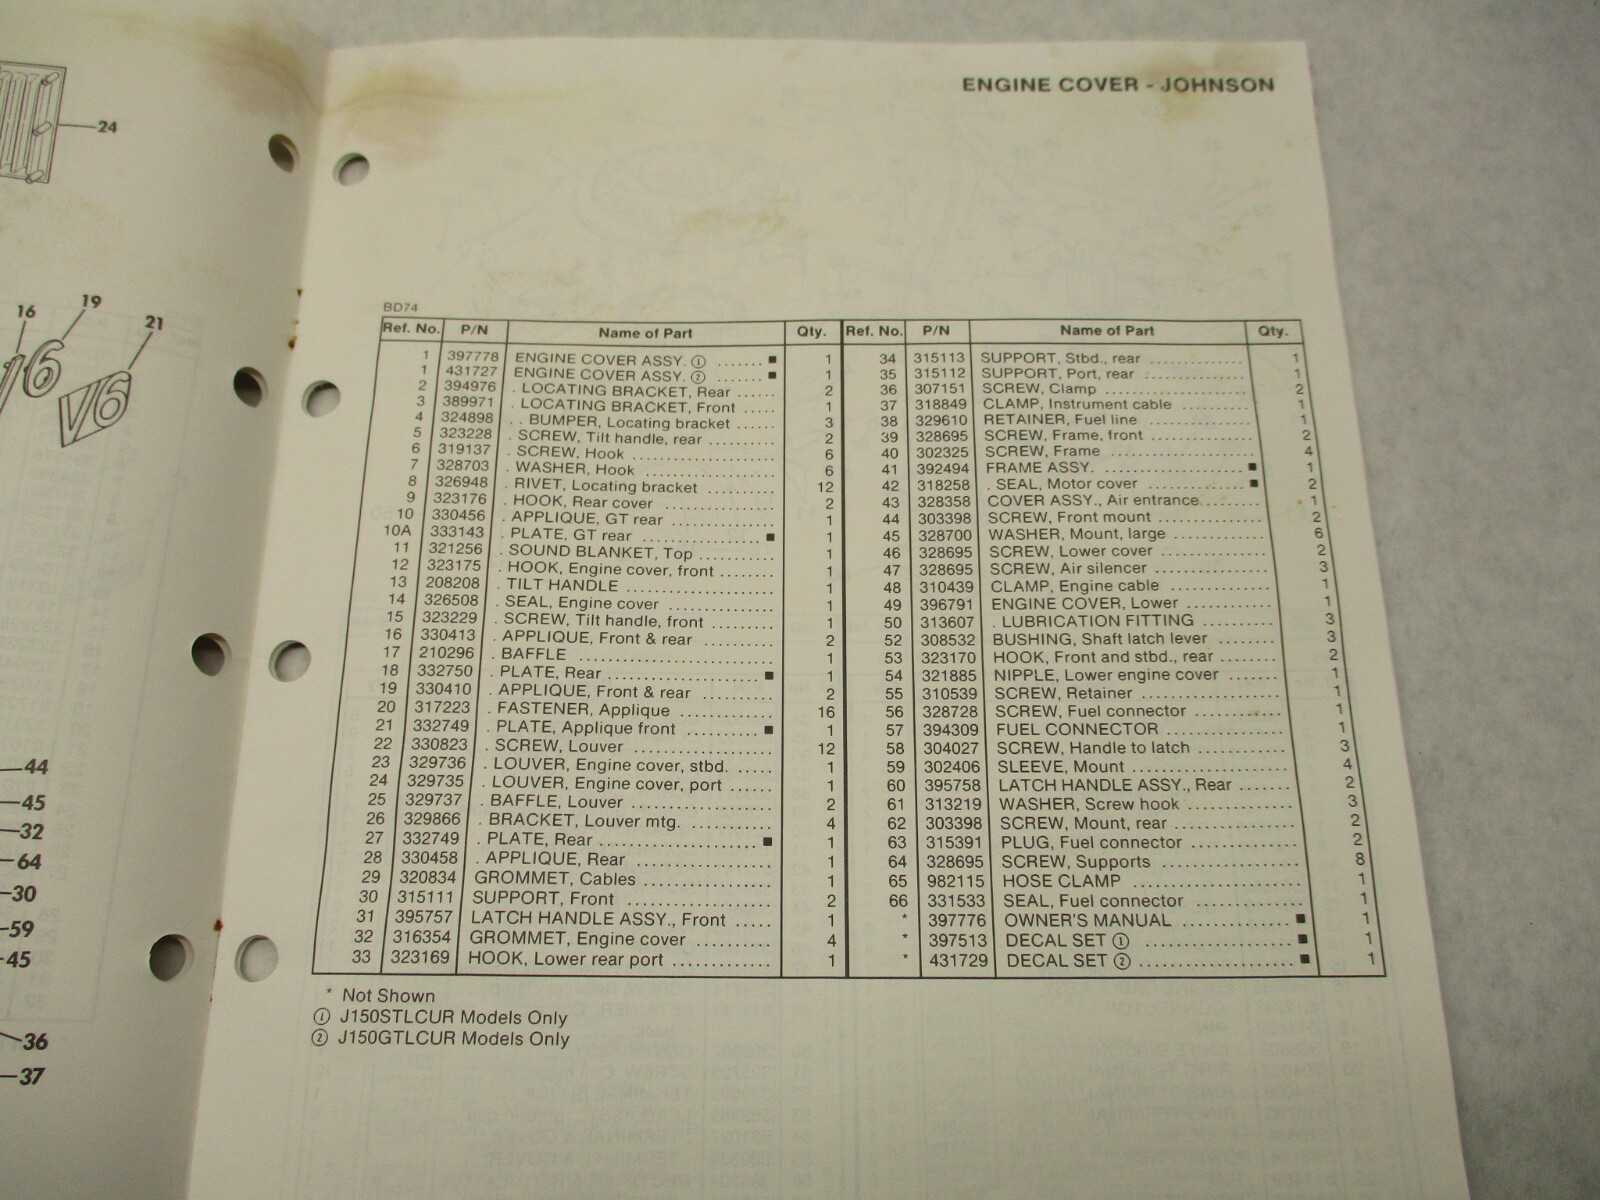 24
16
19
21
V6
V6
44
45
32
64
30
59
45
36
37
ENGINE COVER - JOHNSON
BD74
Ref. No. P/N Name of Part Qty. Ref. No. P/N Name of Part Qty.
1 397778 ENGINE COVER ASSY. ① ....... ■ 1
1 431727 ENGINE COVER ASSY. ② ....... ■ 1
2 394976 . LOCATING BRACKET, Rear ..... 2
3 389971 . LOCATING BRACKET, Front ..... 1
4 324898 . . BUMPER, Locating bracket ...... 3
5 323228 . SCREW, Tilt handle, rear .......... 2
6 319137 . SCREW, Hook .................. 6
7 328703 . WASHER, Hook ................ 6
8 326948 . RIVET, Locating bracket .......... 12
9 323176 . HOOK, Rear cover .............. 2
10 330456 . APPLIQUE, GT rear .............. 1
10A 333143 . PLATE, GT rear ................ ■ 1
11 321256 . SOUND BLANKET, Top ........... 1
12 323175 . HOOK, Engine cover, front ........ 1
13 208208 . TILT HANDLE .................. 1
14 326508 . SEAL, Engine cover .............. 1
15 323229 . SCREW, Tilt handle, front .......... 1
16 330413 . APPLIQUE, Front & rear .......... 2
17 210296 . BAFFLE ........................ 1
18 332750 . PLATE, Rear .................. ■ 1
19 330410 . APPLIQUE, Front & rear .......... 2
20 317223 . FASTENER, Applique ............ 16
21 332749 . PLATE, Applique front .......... ■ 1
22 330823 . SCREW, Louver ................ 12
23 329736 . LOUVER, Engine cover, stbd. ..... 1
24 329735 . LOUVER, Engine cover, port ...... 1
25 329737 . BAFFLE, Louver ................ 2
26 329866 . BRACKET, Louver mtg. .......... 4
27 332749 . PLATE, Rear .................. ■ 1
28 330458 . APPLIQUE, Rear ................ 1
29 320834 GROMMET, Cables .............. 1
30 315111 SUPPORT, Front ................ 2
31 395757 LATCH HANDLE ASSY., Front ..... 1
32 316354 GROMMET, Engine cover .......... 4
33 323169 HOOK, Lower rear port ............ 1
34 315113 SUPPORT, Stbd., rear .............. 1
35 315112 SUPPORT, Port, rear .............. 1
36 307151 SCREW, Clamp .................. 2
37 318849 CLAMP, Instrument cable .......... 1
38 329610 RETAINER, Fuel line .............. 1
39 328695 SCREW, Frame, front .............. 2
40 302325 SCREW, Frame .................. 4
41 392494 FRAME ASSY. .................. ■ 1
42 318258 . SEAL, Motor cover .............. ■ 2
43 328358 COVER ASSY., Air entrance ........ 1
44 303398 SCREW, Front mount .............. 2
45 328700 WASHER, Mount, large ............ 6
46 328695 SCREW, Lower cover .............. 2
47 328695 SCREW, Air silencer .............. 3
48 310439 CLAMP, Engine cable .............. 1
49 396791 ENGINE COVER, Lower ............ 1
50 313607 . LUBRICATION FITTING .......... 3
52 308532 BUSHING, Shaft latch lever ........ 3
53 323170 HOOK, Front and stbd., rear ........ 2
54 321885 NIPPLE, Lower engine cover ........ 1
55 310539 SCREW, Retainer ................ 1
56 328728 SCREW, Fuel connector ............ 1
57 394309 FUEL CONNECTOR .............. 1
58 304027 SCREW, Handle to latch ............ 3
59 302406 SLEEVE, Mount .................. 4
60 395758 LATCH HANDLE ASSY., Rear ....... 2
61 313219 WASHER, Screw hook ............ 3
62 303398 SCREW, Mount, rear .............. 2
63 315391 PLUG, Fuel connector ............ 2
64 328695 SCREW, Supports ................ 8
65 982115 HOSE CLAMP .................. 1
66 331533 SEAL, Fuel connector ............ 1
* 397776 OWNER'S MANUAL .............. ■ 1
* 397513 DECAL SET ① .................. ■ 1
* 431729 DECAL SET ② .................. ■ 1
* Not Shown
① J150STLCUR Models Only
② J150GTLCUR Models Only